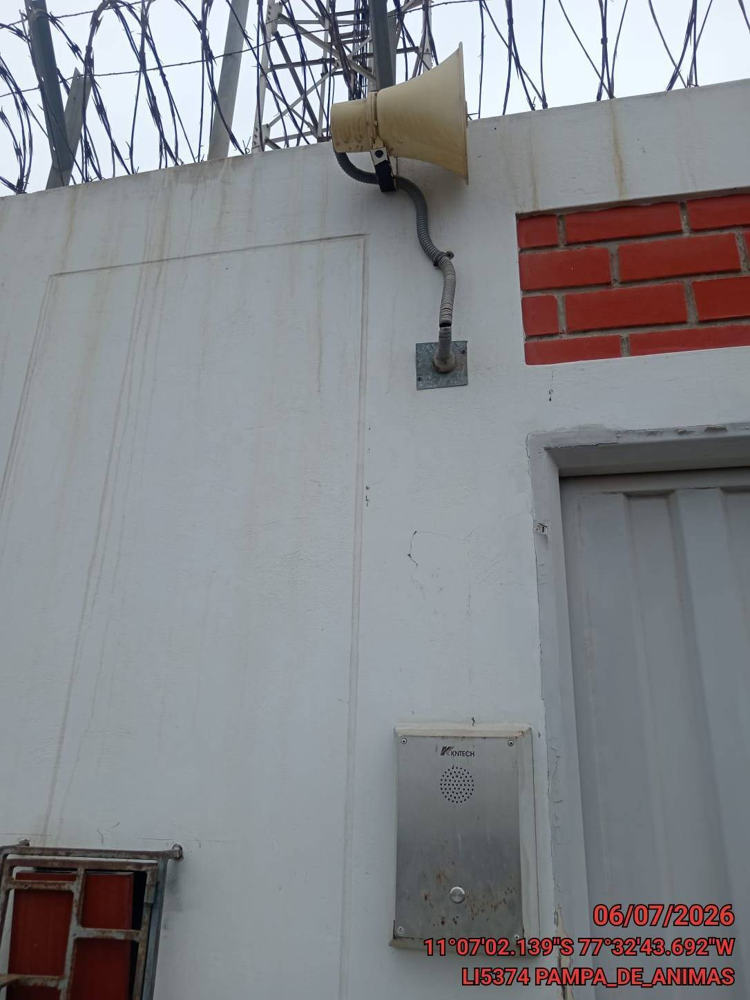 KNTECH
06/07/2026
11°07'02.139"S 77°32'43.692"W
LI5374 PAMPA_DE_ANIMAS